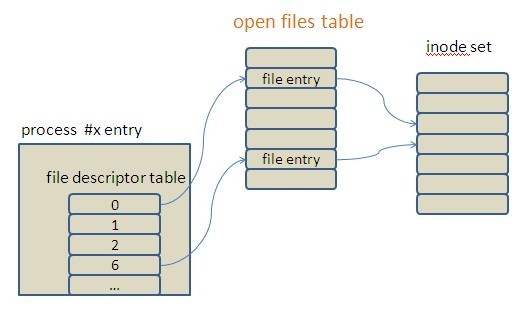 open files table
inode set
file entry
process #x entry
file descriptor table
file entry
0
1
2
6
...